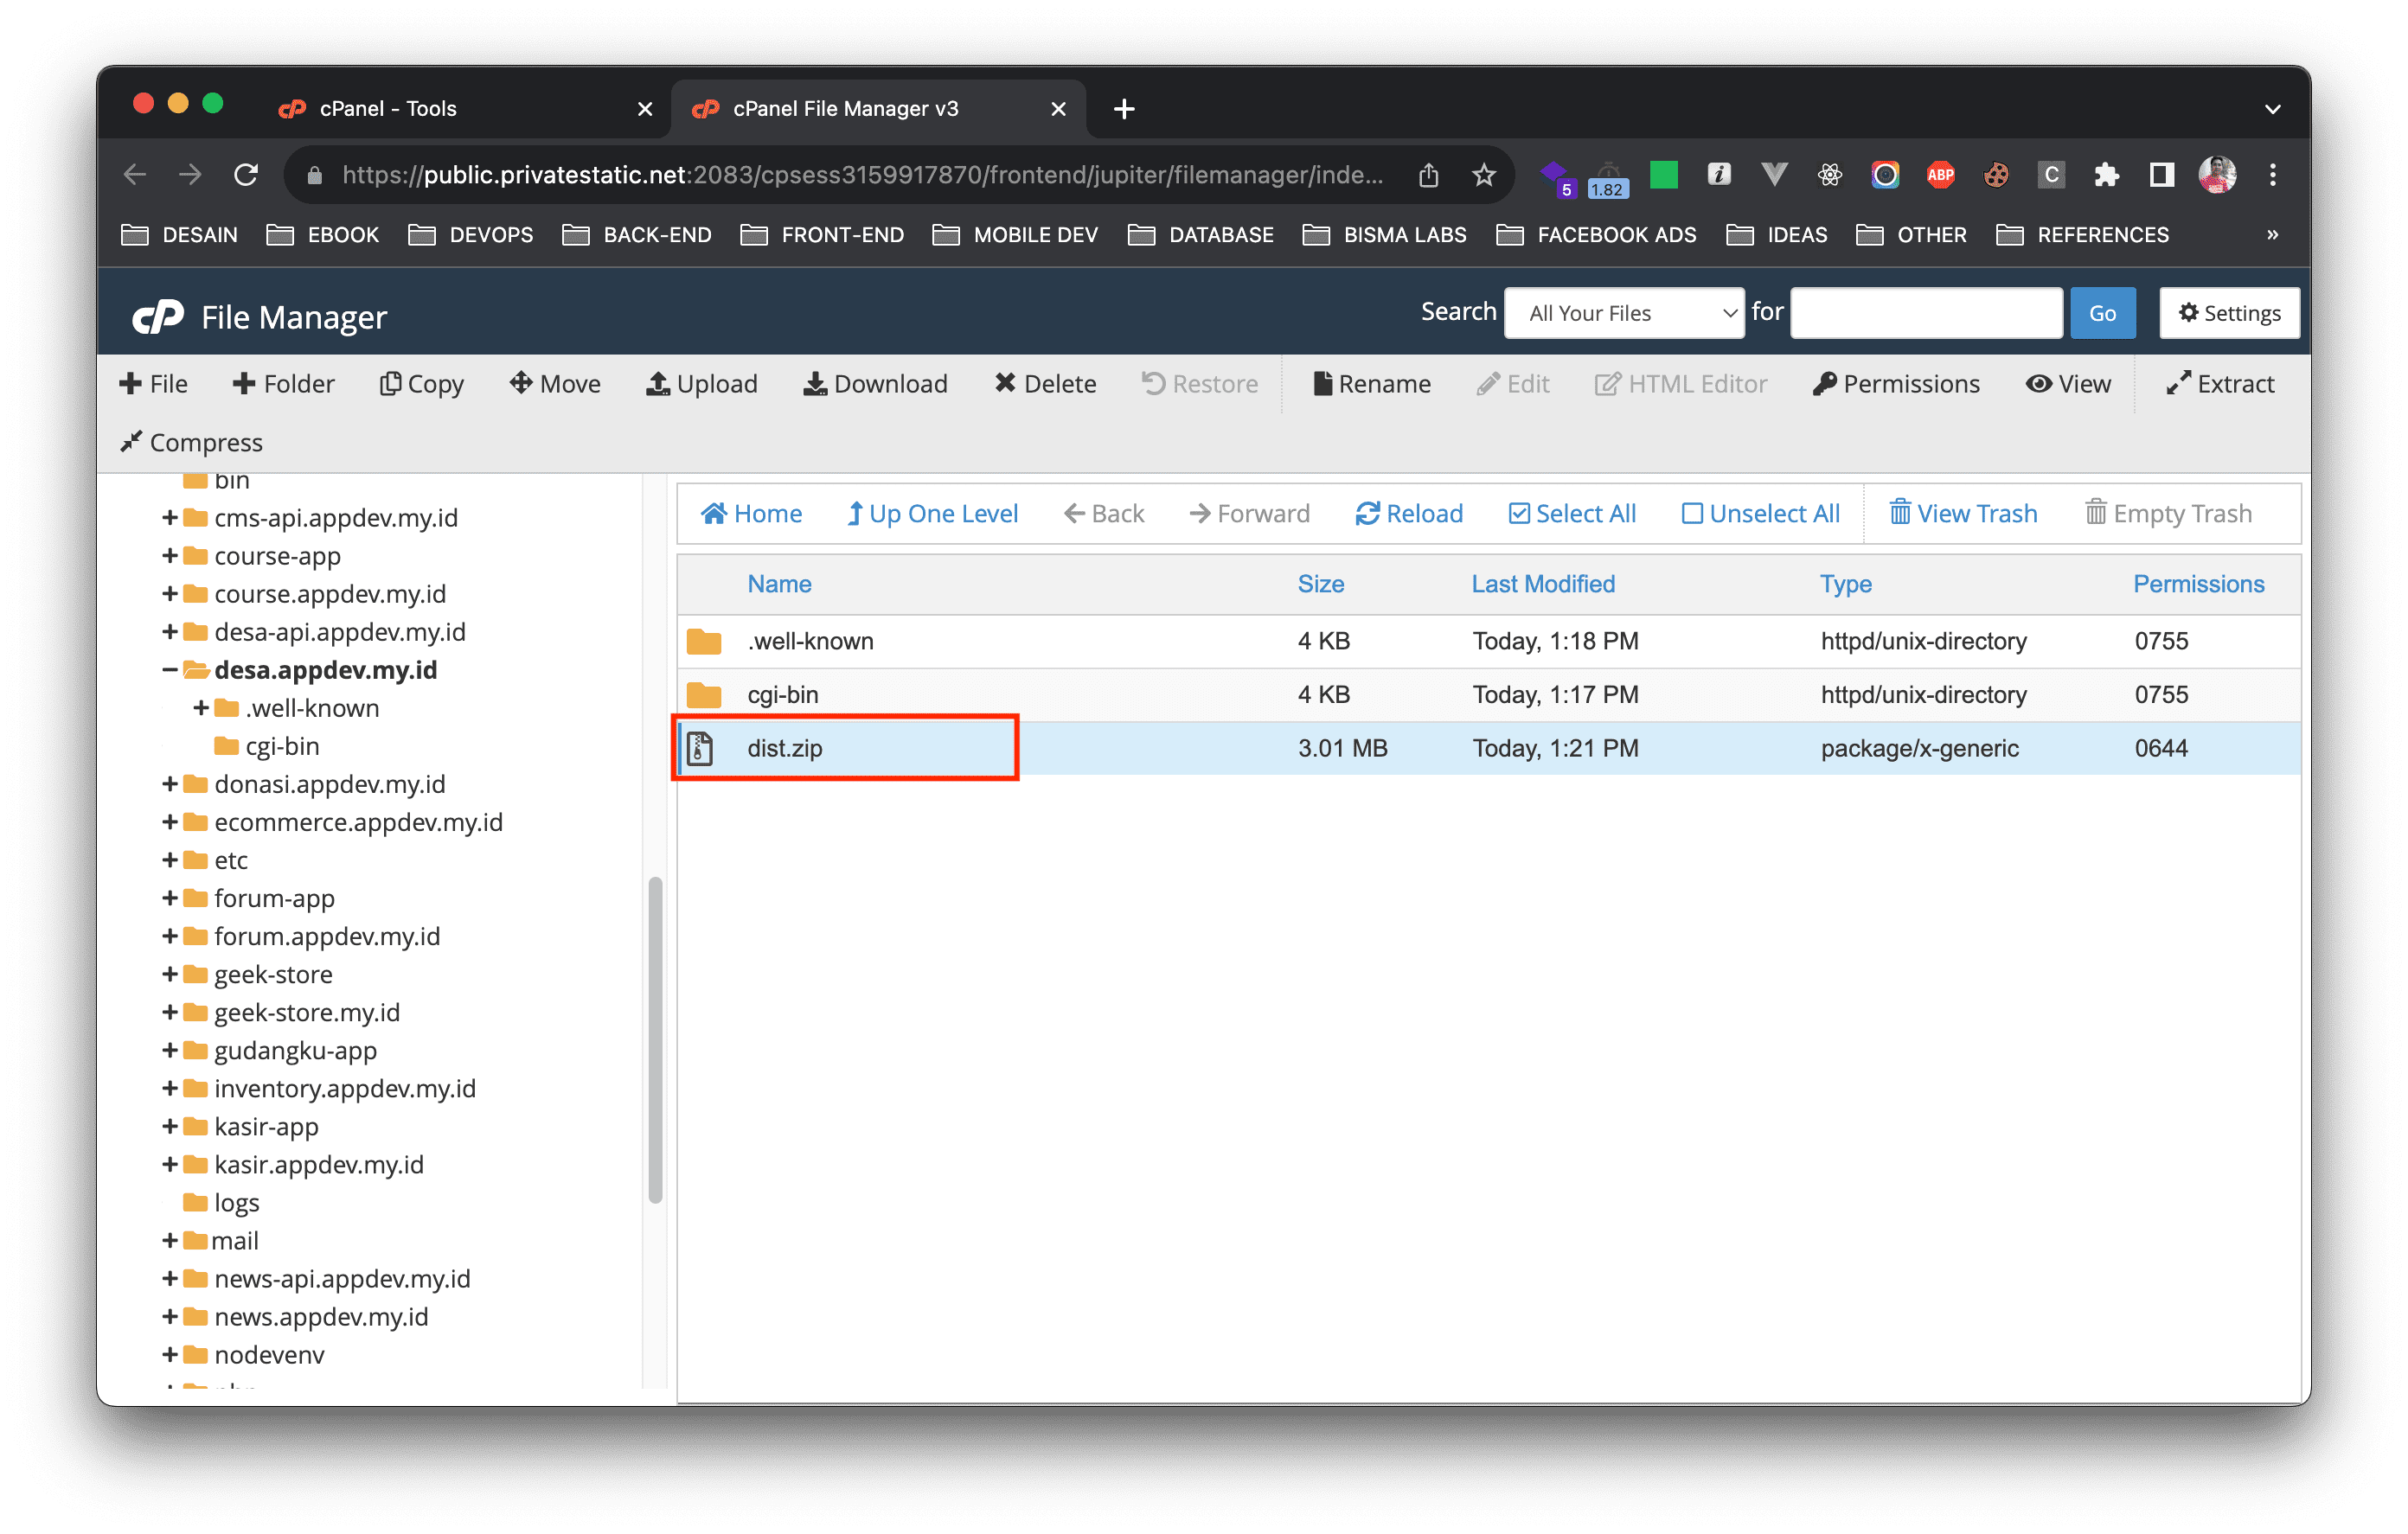 cPanel - Tools
cPanel File Manager v3
https://public.privatestatic.net:2083/cpsess3159917870/frontend/jupiter/filemanager/inde...
5
1.82
ABP
C
DESAIN EBOOK DEVOPS BACK-END FRONT-END MOBILE DEV DATABASE BISMA LABS FACEBOOK ADS IDEAS OTHER REFERENCES »
cP File Manager
Search All Your Files for Go Settings
File Folder Copy Move Upload Download Delete Restore Rename Edit HTML Editor Permissions View Extract
Compress
bin
cms-api.appdev.my.id
course-app
course.appdev.my.id
desa-api.appdev.my.id
desa.appdev.my.id
.well-known
cgi-bin
donasi.appdev.my.id
ecommerce.appdev.my.id
etc
forum-app
forum.appdev.my.id
geek-store
geek-store.my.id
gudangku-app
inventory.appdev.my.id
kasir-app
kasir.appdev.my.id
logs
mail
news-api.appdev.my.id
news.appdev.my.id
nodevenv
Home Up One Level Back Forward Reload Select All Unselect All View Trash Empty Trash
Name Size Last Modified Type Permissions
.well-known 4 KB Today, 1:18 PM httpd/unix-directory 0755
cgi-bin 4 KB Today, 1:17 PM httpd/unix-directory 0755
dist.zip 3.01 MB Today, 1:21 PM package/x-generic 0644